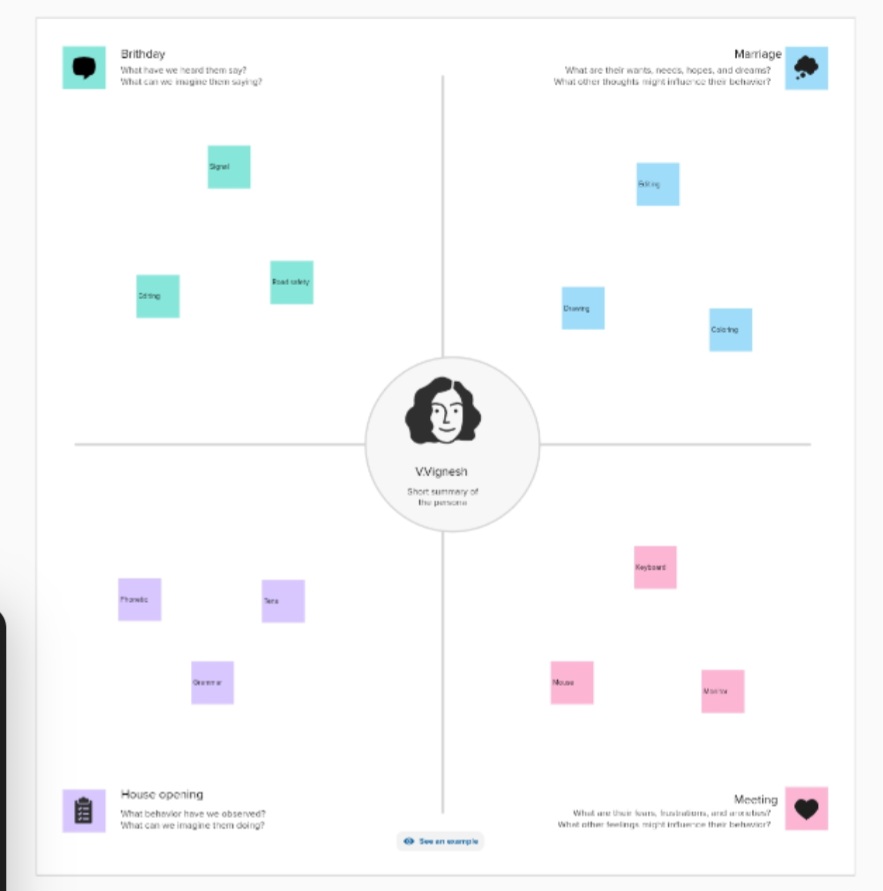 Brithday
What have we heard them say?
What can we imagine them saying?
Marriage
What are their wants, needs, hopes, and dreams?
What other thoughts might influence their behavior?
Signal
Editing
Road safety
Editing
Drawing
Coloring
V.Vignesh
Short summary of
the persona
Phonetic
Tens
Grammar
Keyboard
Mouse
Monitor
House opening
What behavior have we observed?
What can we imagine them doing?
Meeting
What are their fears, frustrations, and anxieties?
What other feelings might influence their behavior?
See an example